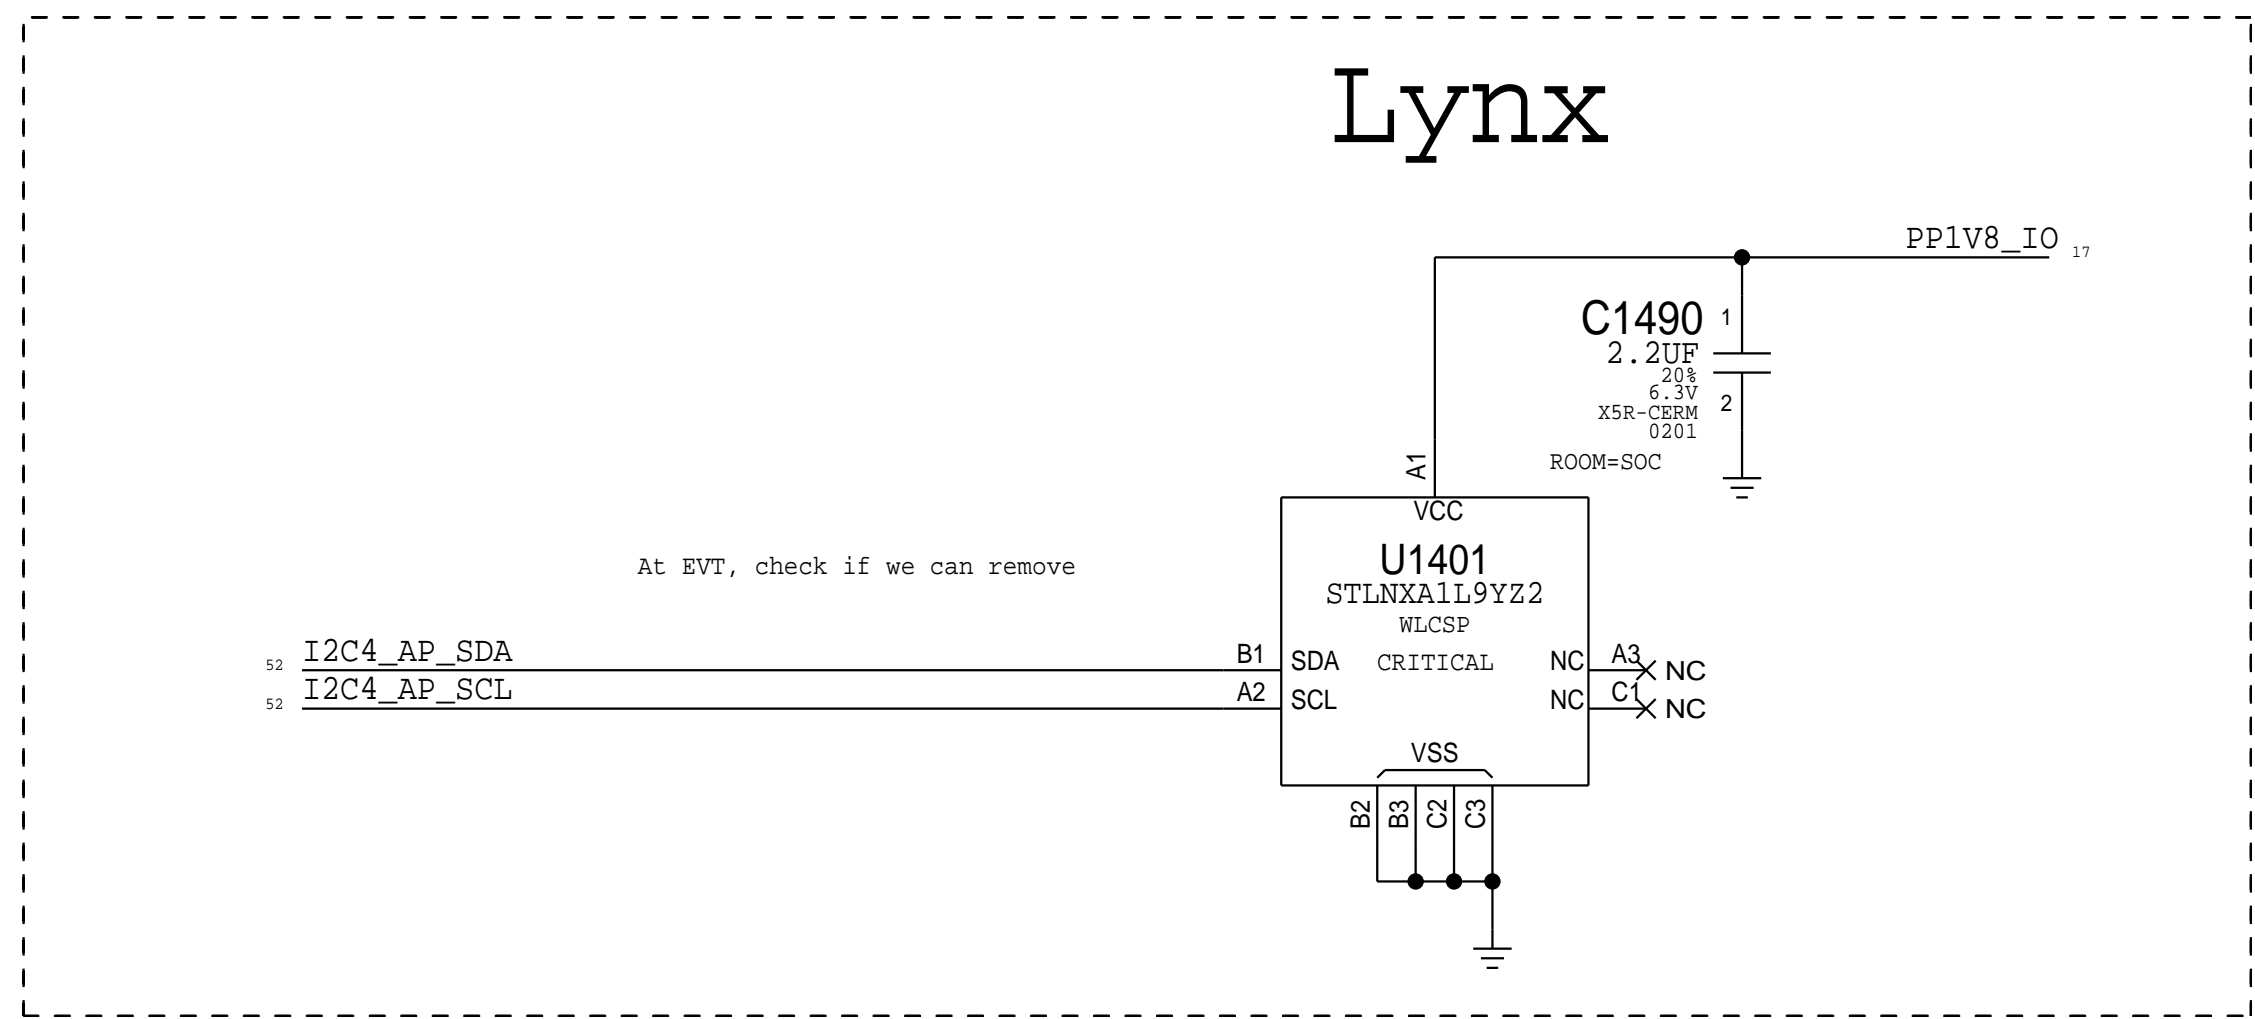 Lynx
PP1V8_IO 17
C1490
1
2.2UF
20%
6.3V
X5R-CERM
0201
2
ROOM=SOC
A1
VCC
At EVT, check if we can remove
U1401
STLNXA1L9YZ2
WLCSP
CRITICAL
52 I2C4_AP_SDA B1 SDA NC A3 NC
52 I2C4_AP_SCL A2 SCL NC C1 NC
VSS
B2 B3 C2 C3